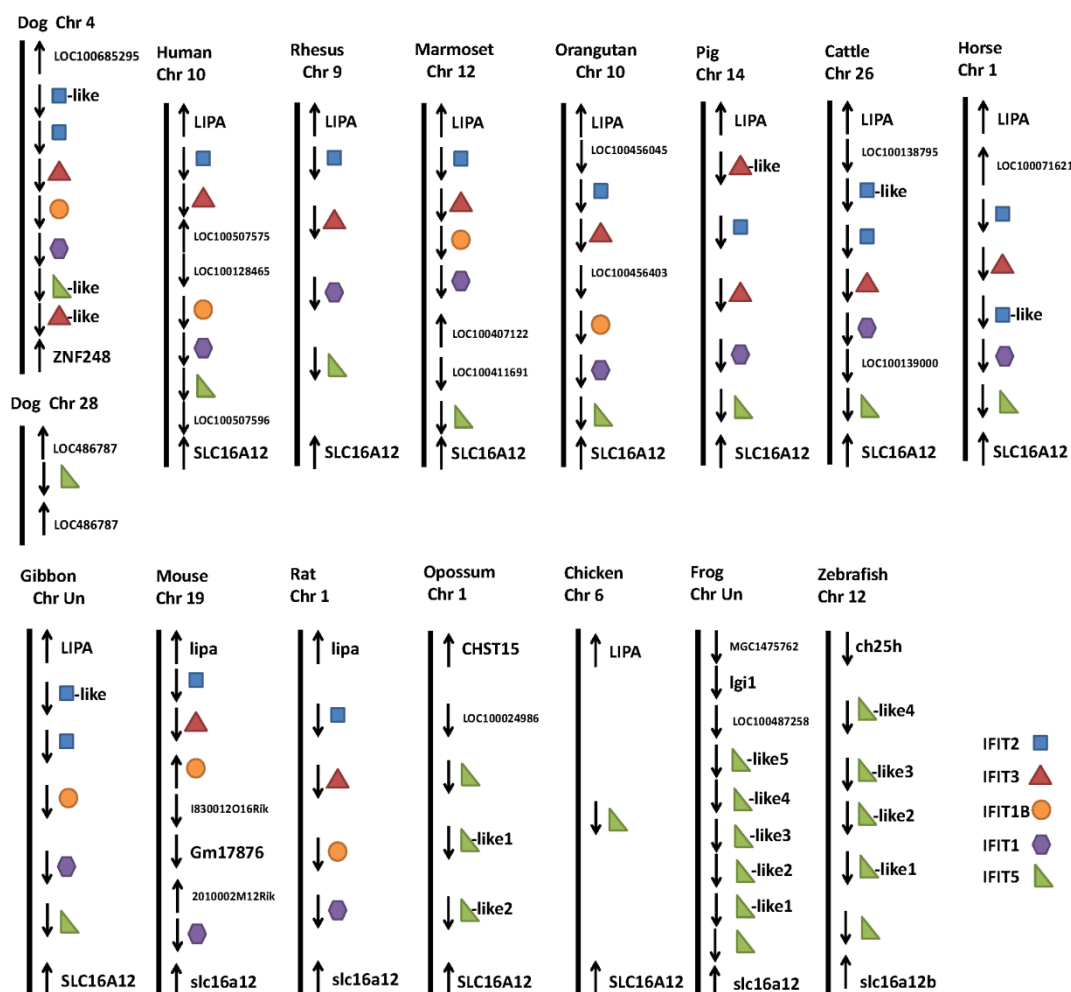 Dog Chr 4
LOC100685295
-like
-like
-like
ZNF248
Dog Chr 28
LOC486787
LOC486787
Human
Chr 10
LIPA
LOC100507575
LOC100128465
LOC100507596
SLC16A12
Rhesus
Chr 9
LIPA
SLC16A12
Marmoset
Chr 12
LIPA
LOC100407122
LOC100411691
SLC16A12
Orangutan
Chr 10
LIPA
LOC100456045
LOC100456403
SLC16A12
Pig
Chr 14
LIPA
-like
SLC16A12
Cattle
Chr 26
LIPA
LOC100138795
-like
LOC100139000
SLC16A12
Horse
Chr 1
LIPA
LOC100071621
-like
SLC16A12
Gibbon
Chr Un
LIPA
-like
SLC16A12
Mouse
Chr 19
lipa
I830012O16Rik
Gm17876
2010002M12Rik
slc16a12
Rat
Chr 1
lipa
slc16a12
Opossum
Chr 1
CHST15
LOC100024986
-like1
-like2
SLC16A12
Chicken
Chr 6
LIPA
SLC16A12
Frog
Chr Un
MGC1475762
lgi1
LOC100487258
-like5
-like4
-like3
-like2
-like1
slc16a12
Zebrafish
Chr 12
ch25h
-like4
-like3
-like2
-like1
slc16a12b
IFIT2
IFIT3
IFIT1B
IFIT1
IFIT5